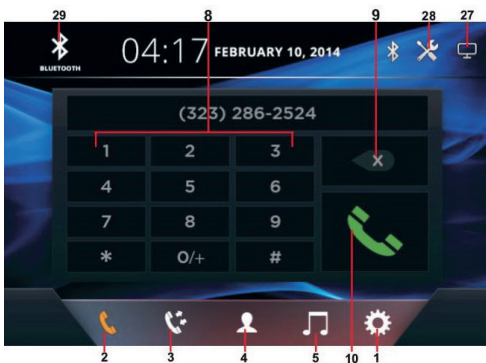 29 8 9 28 27
04:17 FEBRUARY 10, 2014
BLUETOOTH
(323) 286-2524
1 2 3
X
4 5 6
7 8 9
* 0/+ #
2 3 4 5 10 1